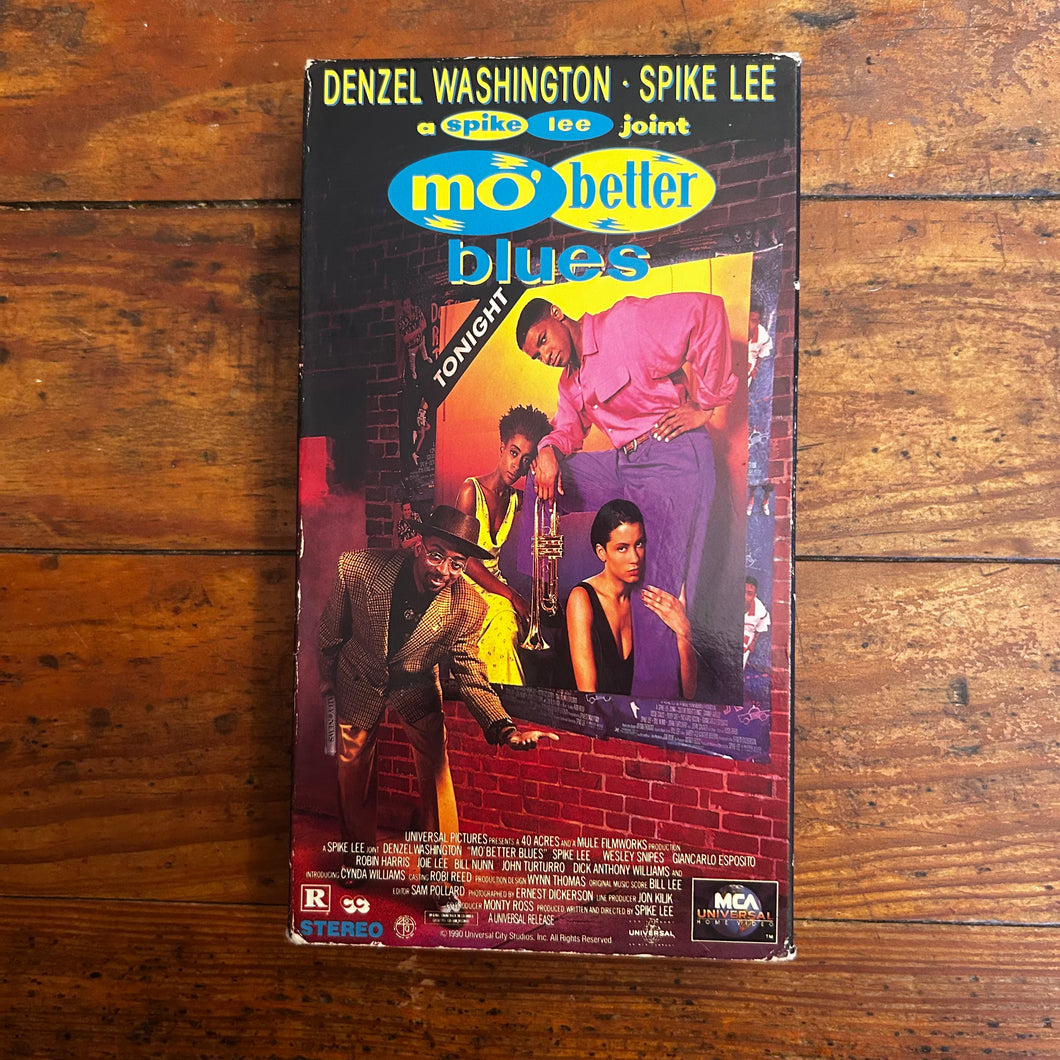 DENZEL WASHINGTON · SPIKE LEE
a spike lee joint
mo' better
blues
TONIGHT
UNIVERSAL PICTURES PRESENTS A 40 ACRES AND A MULE FILMWORKS PRODUCTION
A SPIKE LEE JOINT DENZEL WASHINGTON "MO' BETTER BLUES" SPIKE LEE WESLEY SNIPES GIANCARLO ESPOSITO
ROBIN HARRIS JOIE LEE BILL NUNN JOHN TURTURRO DICK ANTHONY WILLIAMS AND
INTRODUCING CYNDA WILLIAMS CASTING ROBI REED PRODUCTION DESIGN WYNN THOMAS ORIGINAL MUSIC SCORE BILL LEE
EDITOR SAM POLLARD PHOTOGRAPHED BY ERNEST DICKERSON LINE PRODUCER JON KILIK
MONTY ROSS PRODUCED, WRITTEN AND DIRECTED BY SPIKE LEE
A UNIVERSAL RELEASE
R
CC
STEREO
© 1990 Universal City Studios, Inc. All Rights Reserved
UNIVERSAL
MCA
UNIVERSAL
HOME VIDEO
TM